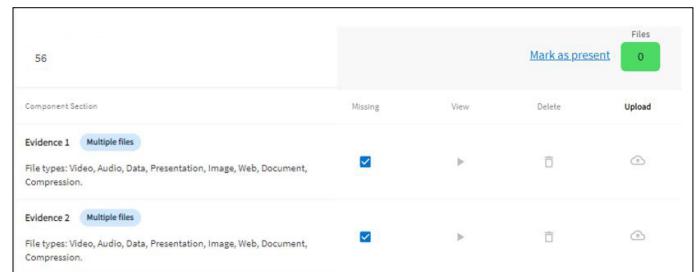 Files
56 Mark as present 0
Component Section Missing View Delete Upload
Evidence 1 Multiple files
File types: Video, Audio, Data, Presentation, Image, Web, Document,
Compression.
Evidence 2 Multiple files
File types: Video, Audio, Data, Presentation, Image, Web, Document,
Compression.